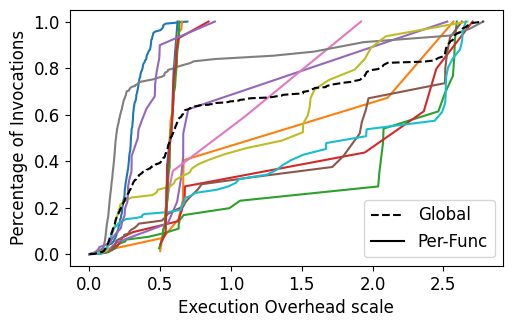 Percentage of Invocations
1.0
0.8
0.6
0.4
0.2
0.0
Global
Per-Func
0.0 0.5 1.0 1.5 2.0 2.5
Execution Overhead scale